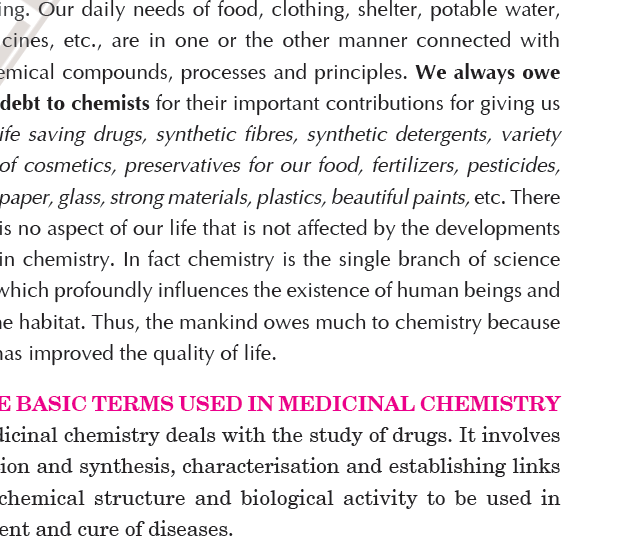 ing. Our daily needs of food, clothing, shelter, potable water,
cines, etc., are in one or the other manner connected with
emical compounds, processes and principles. We always owe
debt to chemists for their important contributions for giving us
ife saving drugs, synthetic fibres, synthetic detergents, variety
of cosmetics, preservatives for our food, fertilizers, pesticides,
paper, glass, strong materials, plastics, beautiful paints, etc. There
is no aspect of our life that is not affected by the developments
in chemistry. In fact chemistry is the single branch of science
which profoundly influences the existence of human beings and
he habitat. Thus, the mankind owes much to chemistry because
has improved the quality of life.
E BASIC TERMS USED IN MEDICINAL CHEMISTRY
dicinal chemistry deals with the study of drugs. It involves
ion and synthesis, characterisation and establishing links
chemical structure and biological activity to be used in
ent and cure of diseases.